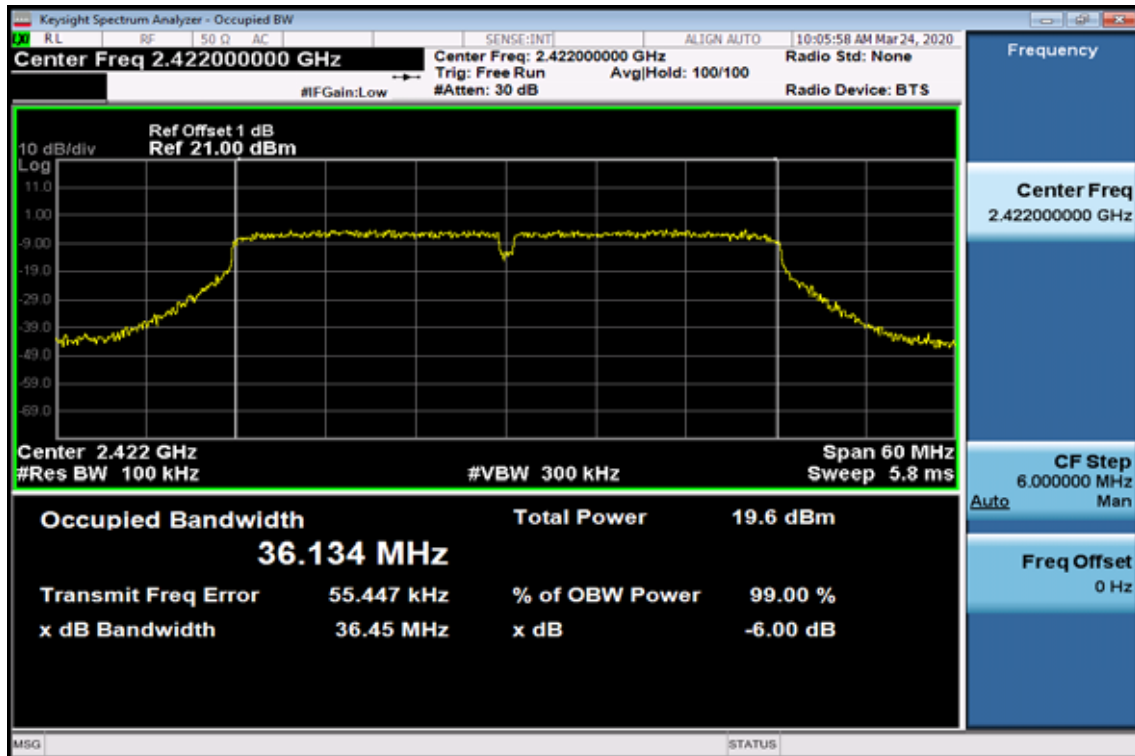 Keysight Spectrum Analyzer - Occupied BW
RL RF 50 Ω AC SENSE:INT ALIGN AUTO 10:05:58 AM Mar 24, 2020
Center Freq 2.422000000 GHz
Center Freq: 2.422000000 GHz Radio Std: None
Trig: Free Run Avg|Hold: 100/100
#IFGain:Low #Atten: 30 dB Radio Device: BTS
Ref Offset 1 dB
10 dB/div Ref 21.00 dBm
Log
11.0
1.00
-9.00
-19.0
-29.0
-39.0
-49.0
-59.0
-69.0
Center 2.422 GHz Span 60 MHz
#Res BW 100 kHz #VBW 300 kHz Sweep 5.8 ms
Occupied Bandwidth Total Power 19.6 dBm
36.134 MHz
Transmit Freq Error 55.447 kHz % of OBW Power 99.00 %
x dB Bandwidth 36.45 MHz x dB -6.00 dB
Frequency
Center Freq
2.422000000 GHz
CF Step
6.000000 MHz
Auto Man
Freq Offset
0 Hz
MSG STATUS